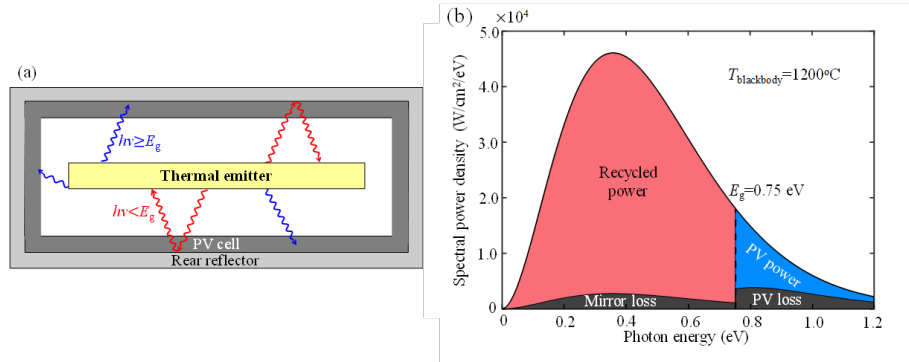 (a)
hν≥Eg
Thermal emitter
hν<Eg
PV cell
Rear reflector
(b)
×10⁴
Spectral power density (W/cm²/eV)
5.0
4.0
3.0
2.0
1.0
0
Tblackbody=1200°C
Recycled power
Eg=0.75 eV
PV power
Mirror loss
PV loss
0 0.2 0.4 0.6 0.8 1.0 1.2
Photon energy (eV)